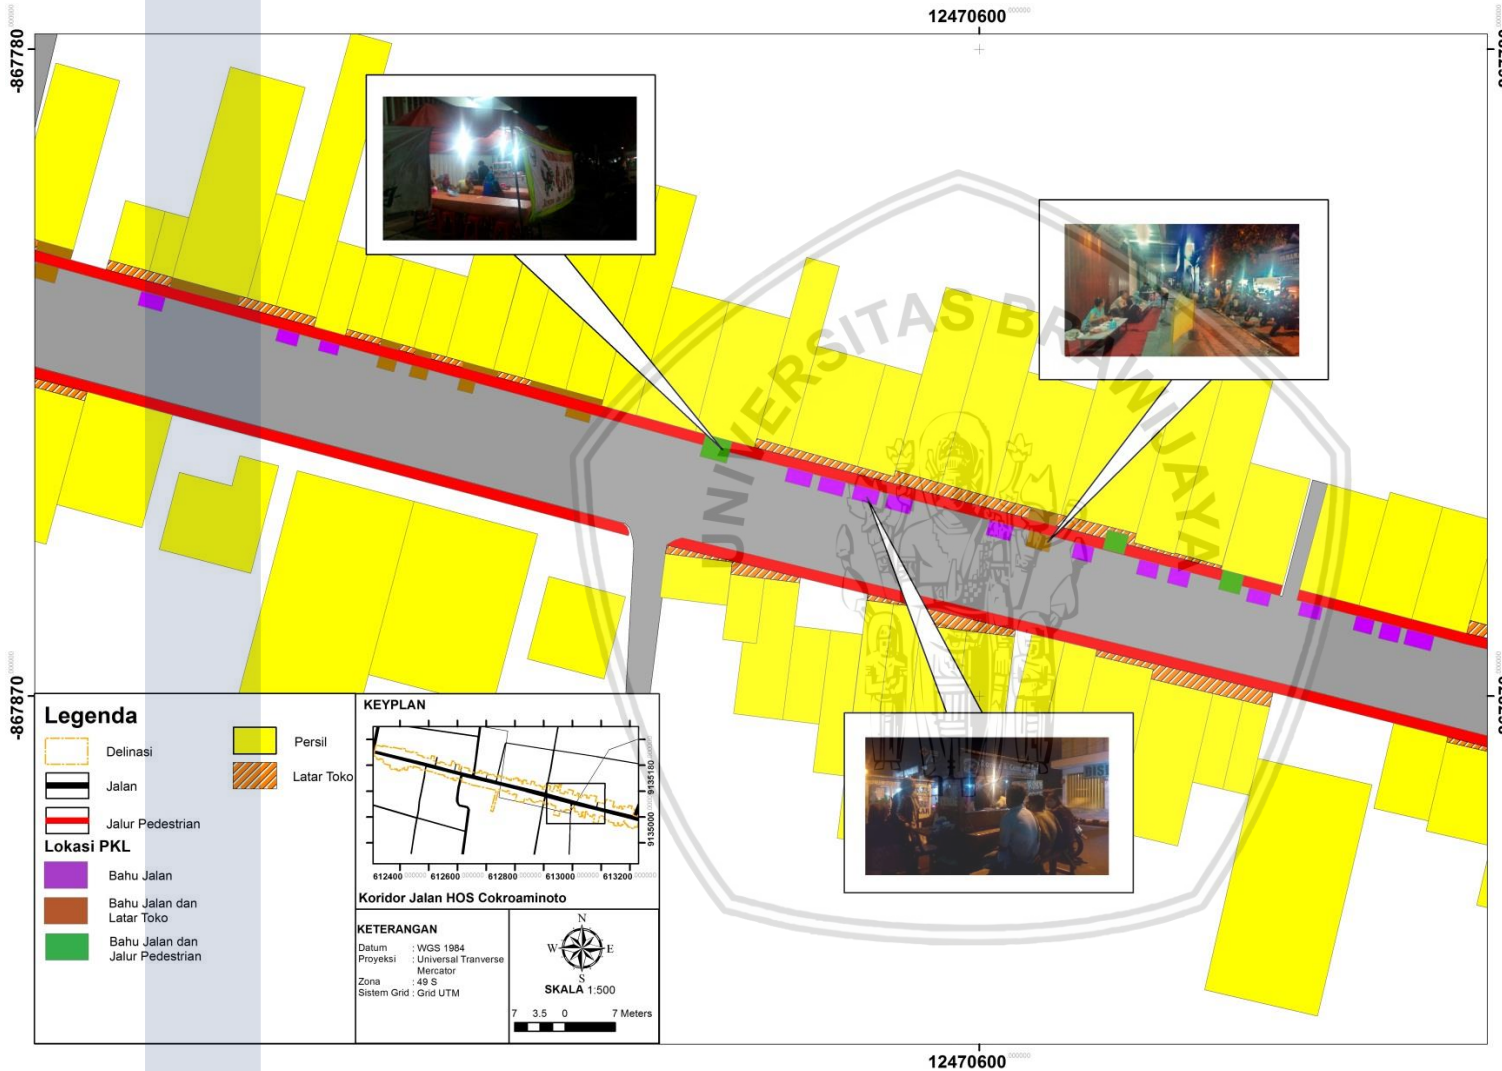 12470600
-867780
UNIVERSITAS BRAWIJAYA
-867870
Legenda
Delinasi
Jalan
Jalur Pedestrian
Lokasi PKL
Bahu Jalan
Bahu Jalan dan
Latar Toko
Bahu Jalan dan
Jalur Pedestrian
Persil
Latar Toko
KEYPLAN
9135180
9135000
612400 612600 612800 613000 613200
Koridor Jalan HOS Cokroaminoto
KETERANGAN
Datum : WGS 1984
Proyeksi : Universal Tranverse
Mercator
Zona : 49 S
Sistem Grid : Grid UTM
N
W E
S
SKALA 1:500
7 3.5 0 7 Meters
12470600